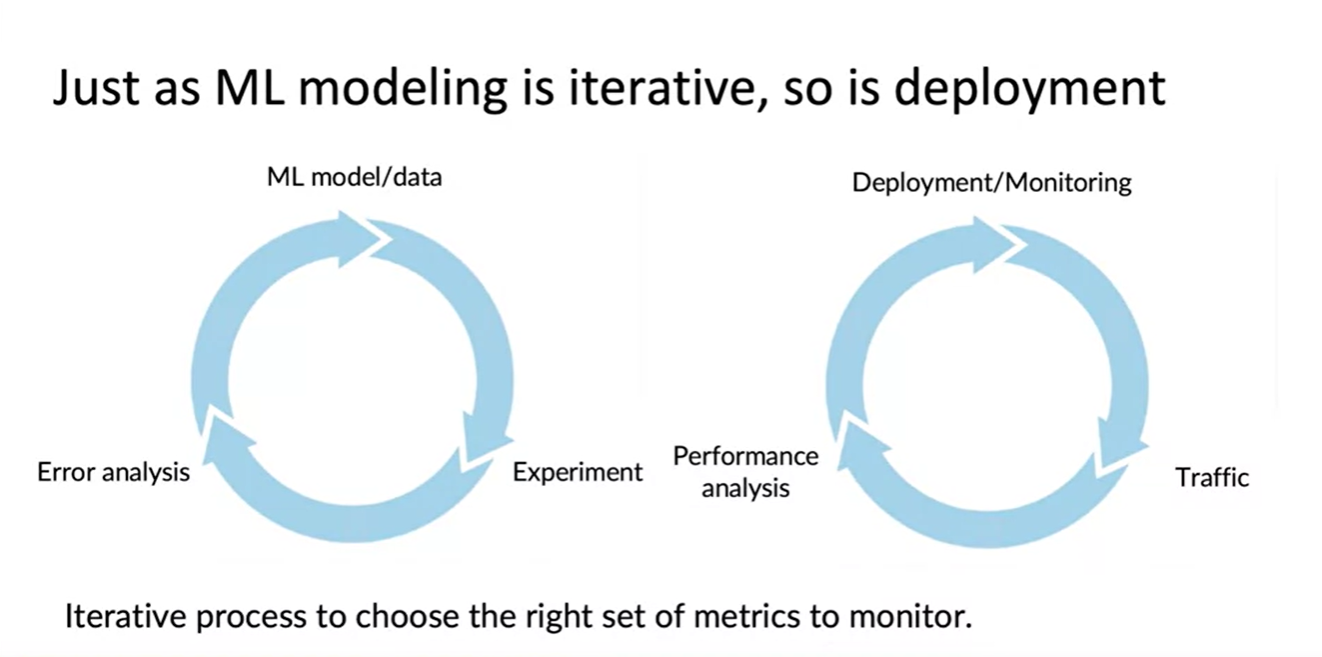 Just as ML modeling is iterative, so is deployment
ML model/data
Experiment
Error analysis
Deployment/Monitoring
Traffic
Performance
analysis
Iterative process to choose the right set of metrics to monitor.